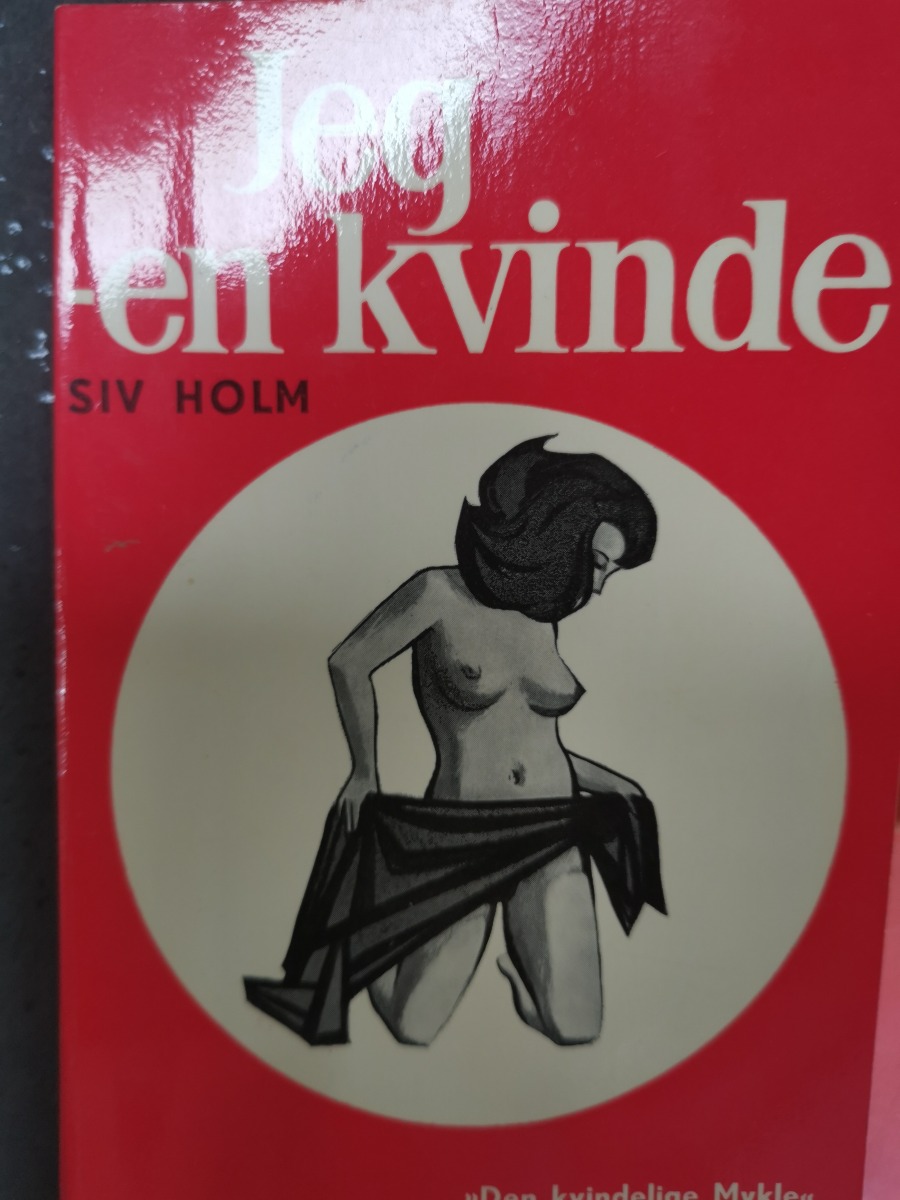 Jeg
-en kvinde
SIV HOLM
»Den kvindelige Mykle«